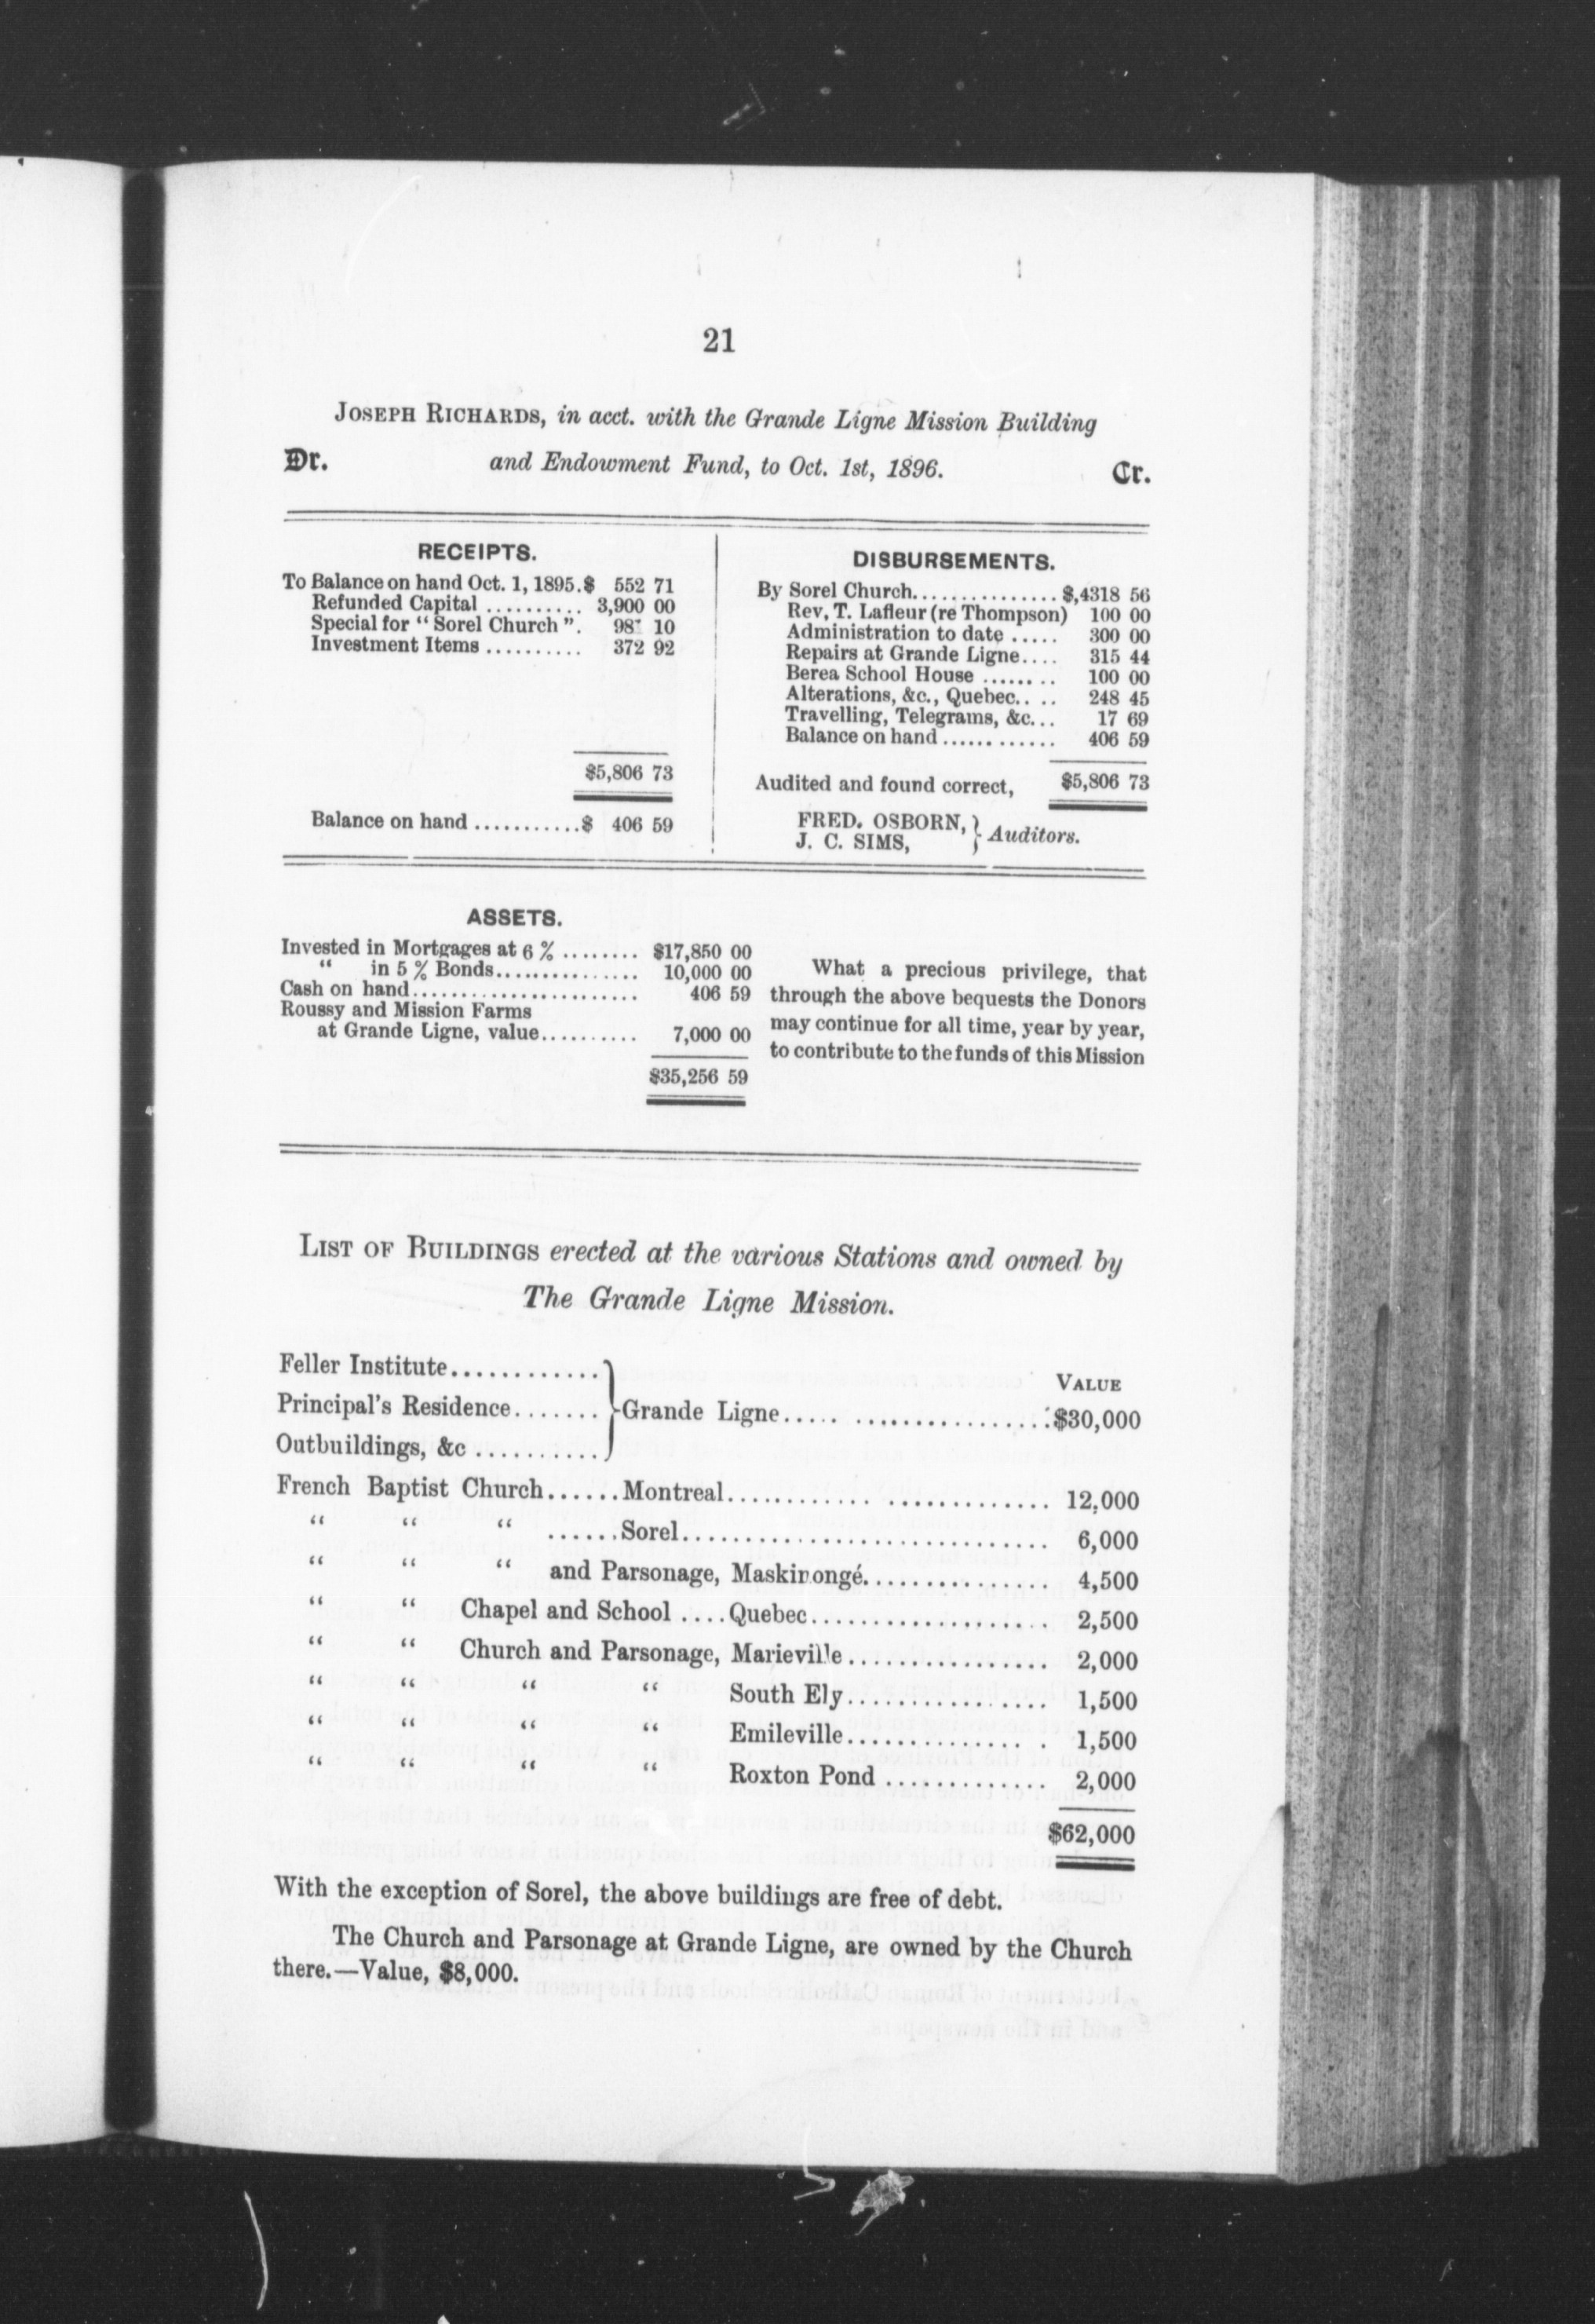 21
JOSEPH RICHARDS, in acct. with the Grande Ligne Mission Building
Dr. and Endowment Fund, to Oct. 1st, 1896. Cr.
RECEIPTS.
To Balance on hand Oct. 1, 1895.$ 552 71
Refunded Capital .......... 3,900 00
Special for "Sorel Church". 981 10
Investment Items .......... 372 92
$5,806 73
Balance on hand ...........$ 406 59
DISBURSEMENTS.
By Sorel Church............... $,4318 56
Rev, T. Lafleur (re Thompson) 100 00
Administration to date ..... 300 00
Repairs at Grande Ligne.... 315 44
Berea School House ........ 100 00
Alterations, &c., Quebec.. .. 248 45
Travelling, Telegrams, &c... 17 69
Balance on hand ............ 406 59
Audited and found correct, $5,806 73
FRED. OSBORN, } Auditors.
J. C. SIMS,
ASSETS.
Invested in Mortgages at 6 % ........ $17,850 00
" in 5 % Bonds............... 10,000 00
Cash on hand........................ 406 59
Roussy and Mission Farms
at Grande Ligne, value.......... 7,000 00
$35,256 59
What a precious privilege, that
through the above bequests the Donors
may continue for all time, year by year,
to contribute to the funds of this Mission
LIST OF BUILDINGS erected at the various Stations and owned by
The Grande Ligne Mission.
VALUE
Feller Institute............
Principal's Residence....... } Grande Ligne..... ................. $30,000
Outbuildings, &c ...........
French Baptist Church......Montreal............ ............. 12,000
" " " ......Sorel............................... 6,000
" " " and Parsonage, Maskinongé................ 4,500
" " Chapel and School ....Quebec.................... 2,500
" " Church and Parsonage, Marieville................ 2,000
" " " " South Ely................ 1,500
" " " " Emileville.............. . 1,500
" " " " Roxton Pond ............. 2,000
$62,000
With the exception of Sorel, the above buildings are free of debt.
The Church and Parsonage at Grande Ligne, are owned by the Church
there.—Value, $8,000.